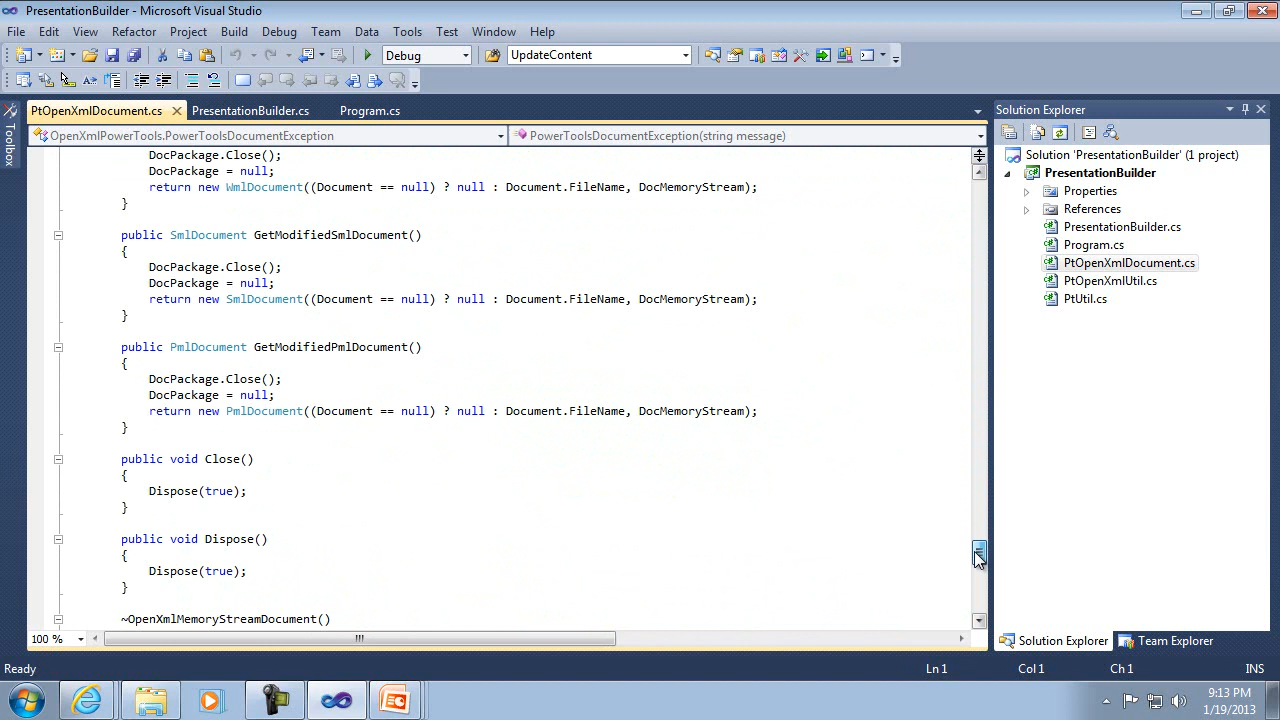 PresentationBuilder - Microsoft Visual Studio
File Edit View Refactor Project Build Debug Team Data Tools Test Window Help
Debug UpdateContent
PtOpenXmlDocument.cs PresentationBuilder.cs Program.cs
OpenXmlPowerTools.PowerToolsDocumentException PowerToolsDocumentException(string message)
Toolbox
DocPackage.Close();
DocPackage = null;
return new WmlDocument((Document == null) ? null : Document.FileName, DocMemoryStream);
}
public SmlDocument GetModifiedSmlDocument()
{
DocPackage.Close();
DocPackage = null;
return new SmlDocument((Document == null) ? null : Document.FileName, DocMemoryStream);
}
public PmlDocument GetModifiedPmlDocument()
{
DocPackage.Close();
DocPackage = null;
return new PmlDocument((Document == null) ? null : Document.FileName, DocMemoryStream);
}
public void Close()
{
Dispose(true);
}
public void Dispose()
{
Dispose(true);
}
~OpenXmlMemoryStreamDocument()
100 %
Solution Explorer
Solution 'PresentationBuilder' (1 project)
PresentationBuilder
Properties
References
PresentationBuilder.cs
Program.cs
PtOpenXmlDocument.cs
PtOpenXmlUtil.cs
PtUtil.cs
Solution Explorer Team Explorer
Ready Ln 1 Col 1 Ch 1 INS
9:13 PM
1/19/2013